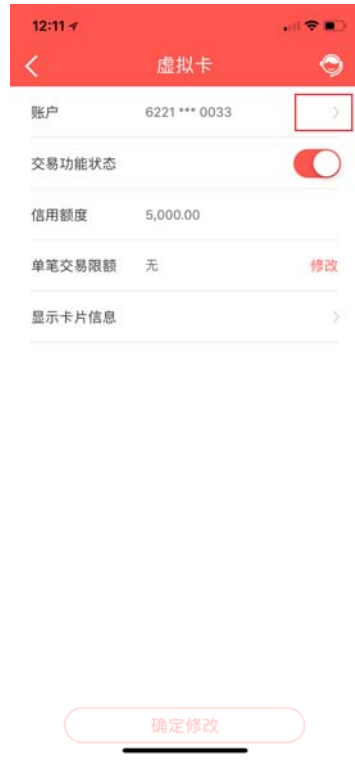 12:11
虚拟卡
账户 6221 *** 0033
交易功能状态
信用额度 5,000.00
单笔交易限额 无 修改
显示卡片信息
确定修改